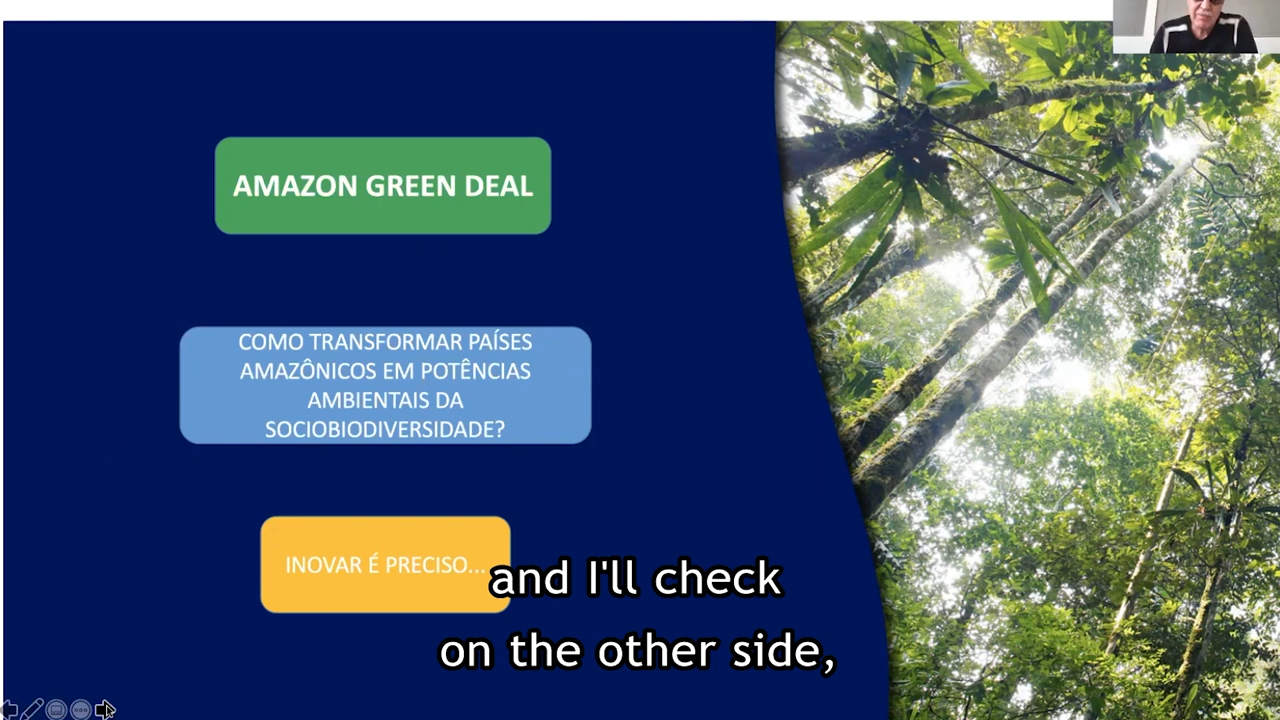 AMAZON GREEN DEAL
COMO TRANSFORMAR PAÍSES
AMAZÔNICOS EM POTÊNCIAS
AMBIENTAIS DA
SOCIOBIODIVERSIDADE?
INOVAR É PRECISO...
and I'll check
on the other side,